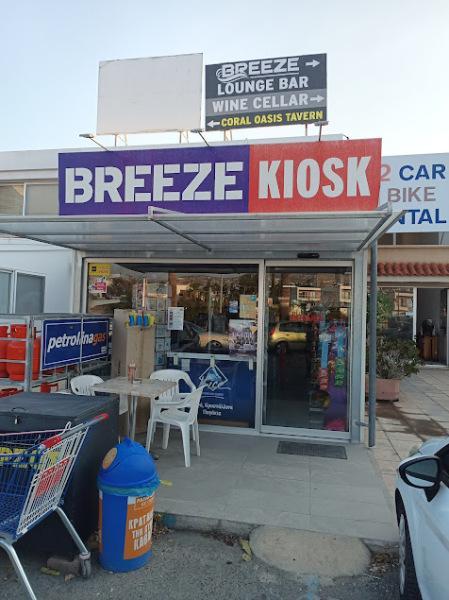 BREEZE
LOUNGE BAR
WINE CELLAR
CORAL OASIS TAVERN
BREEZE KIOSK
2 CAR
BIKE
NTAL
petrolinagas